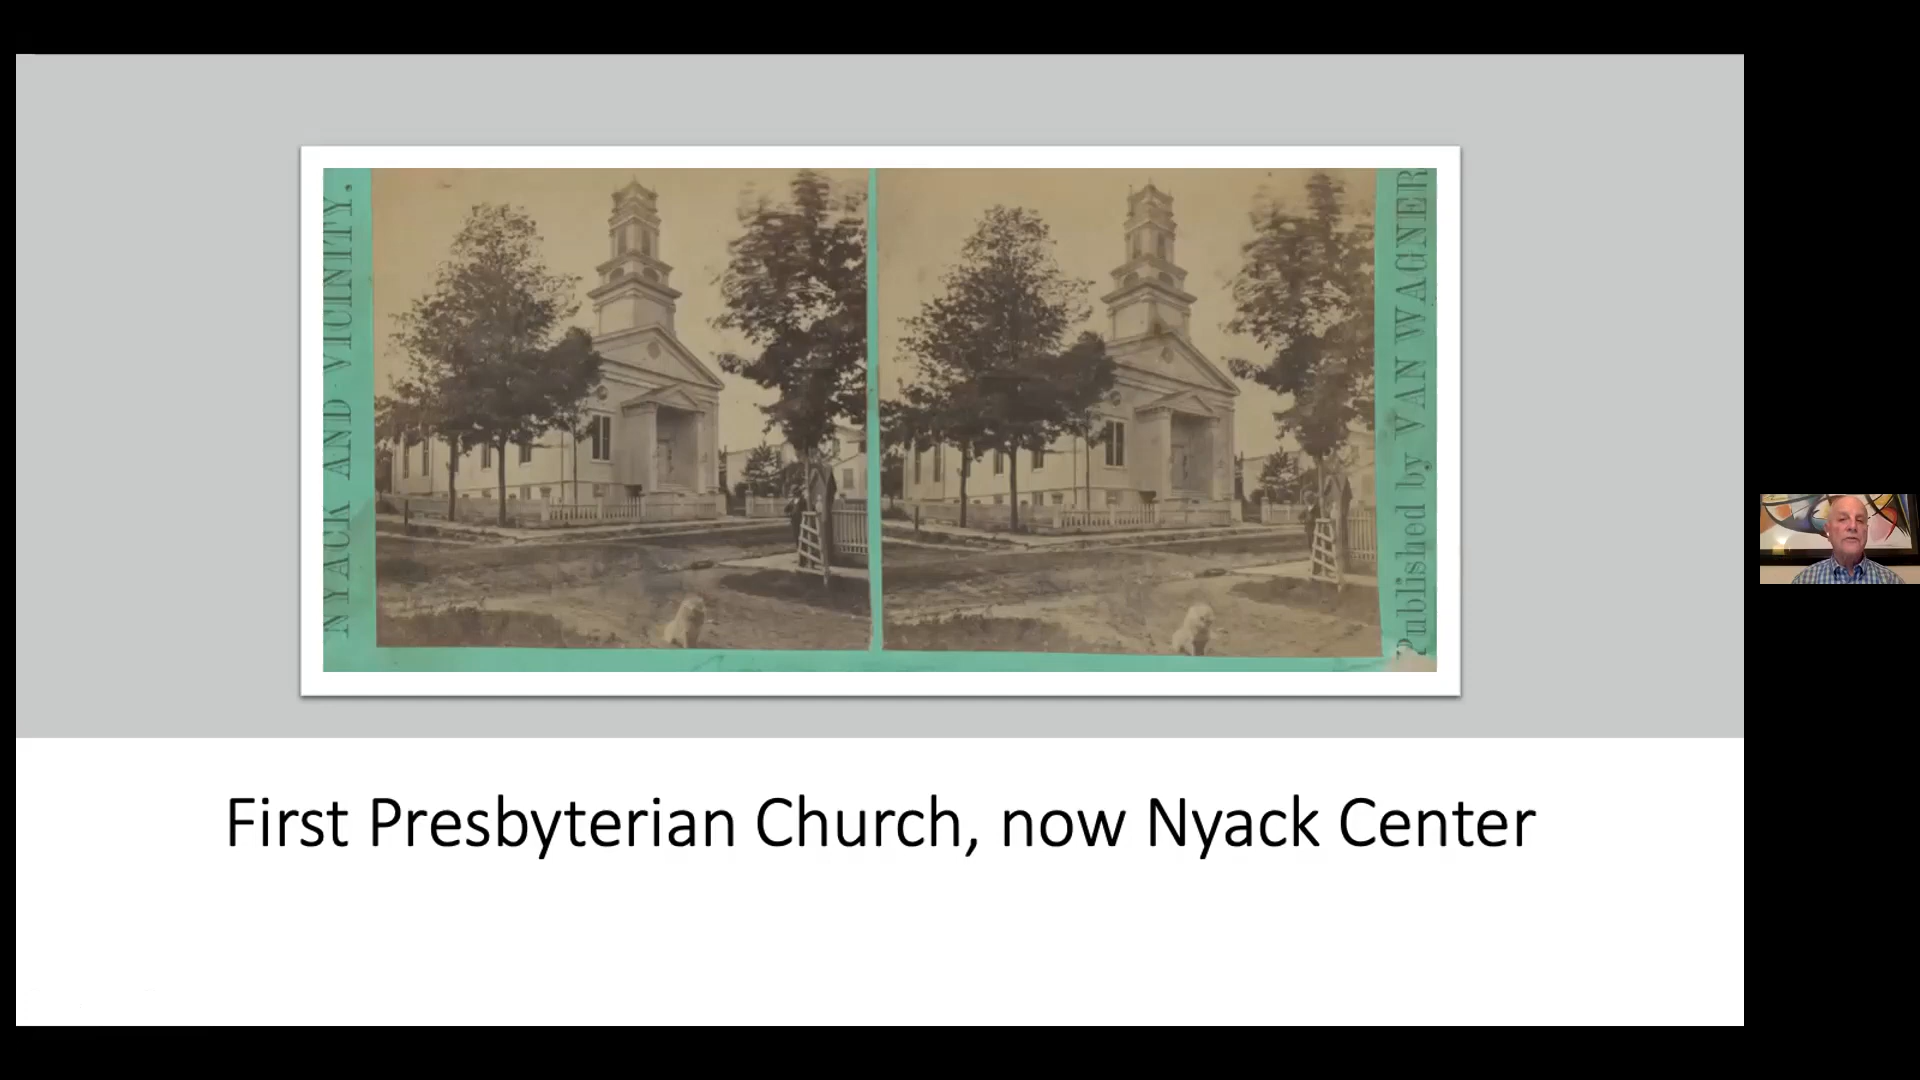 NYACK AND VICINITY.
Published by VAN WAGNER
First Presbyterian Church, now Nyack Center